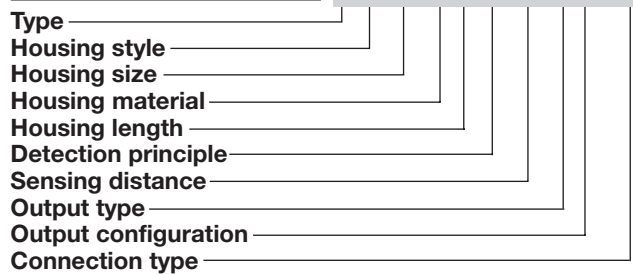 Type
Housing style
Housing size
Housing material
Housing length
Detection principle
Sensing distance
Output type
Output configuration
Connection type